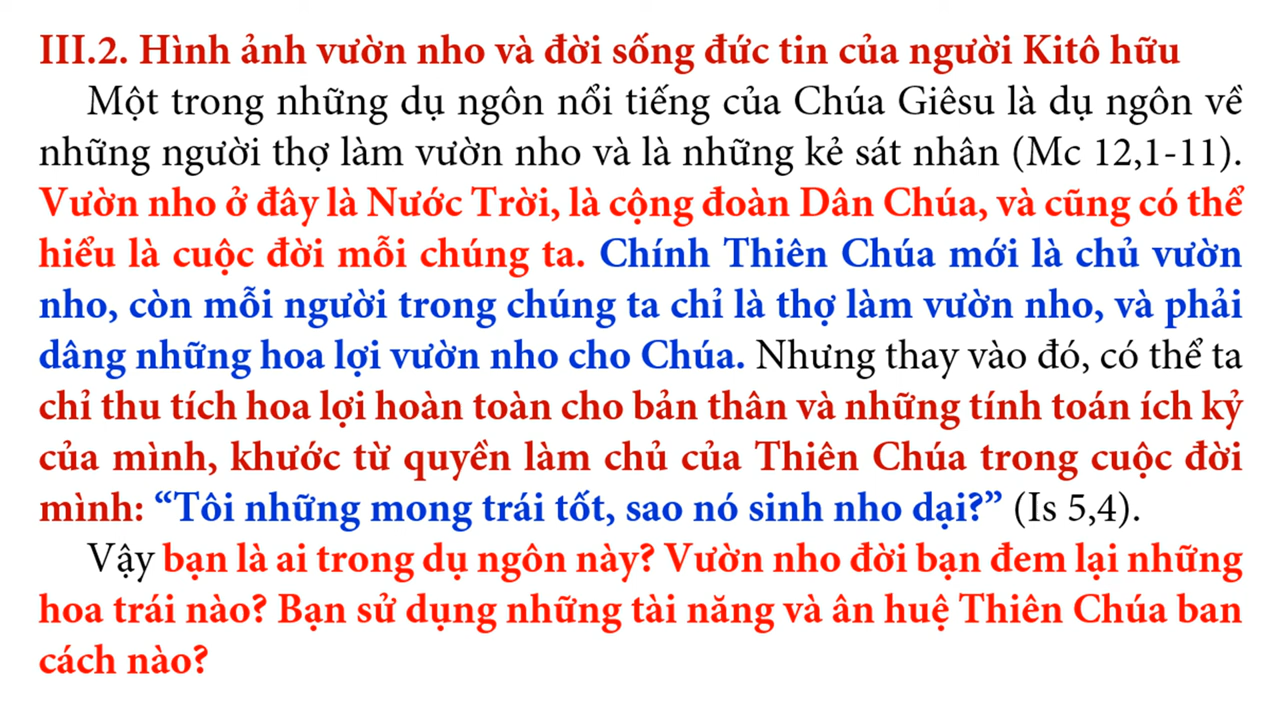 III.2. Hình ảnh vườn nho và đời sống đức tin của người Kitô hữu
Một trong những dụ ngôn nổi tiếng của Chúa Giêsu là dụ ngôn về
những người thợ làm vườn nho và là những kẻ sát nhân (Mc 12,1-11).
Vườn nho ở đây là Nước Trời, là cộng đoàn Dân Chúa, và cũng có thể
hiểu là cuộc đời mỗi chúng ta. Chính Thiên Chúa mới là chủ vườn
nho, còn mỗi người trong chúng ta chỉ là thợ làm vườn nho, và phải
dâng những hoa lợi vườn nho cho Chúa. Nhưng thay vào đó, có thể ta
chỉ thu tích hoa lợi hoàn toàn cho bản thân và những tính toán ích kỷ
của mình, khước từ quyền làm chủ của Thiên Chúa trong cuộc đời
mình: “Tôi những mong trái tốt, sao nó sinh nho dại?” (Is 5,4).
Vậy bạn là ai trong dụ ngôn này? Vườn nho đời bạn đem lại những
hoa trái nào? Bạn sử dụng những tài năng và ân huệ Thiên Chúa ban
cách nào?